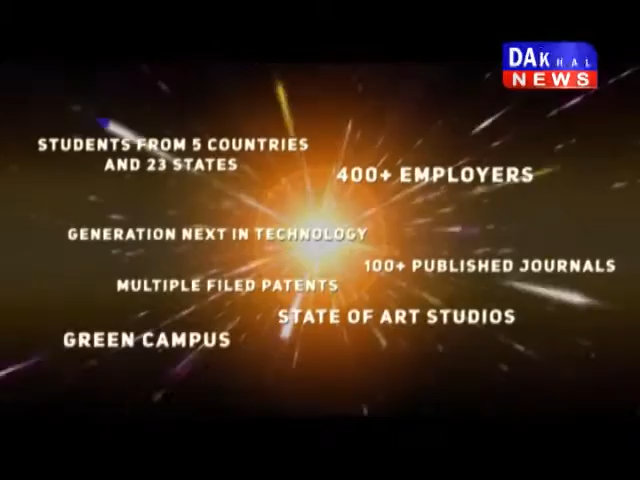 DAKHAL
NEWS
STUDENTS FROM 5 COUNTRIES
AND 23 STATES
400+ EMPLOYERS
GENERATION NEXT IN TECHNOLOGY
100+ PUBLISHED JOURNALS
MULTIPLE FILED PATENTS
STATE OF ART STUDIOS
GREEN CAMPUS